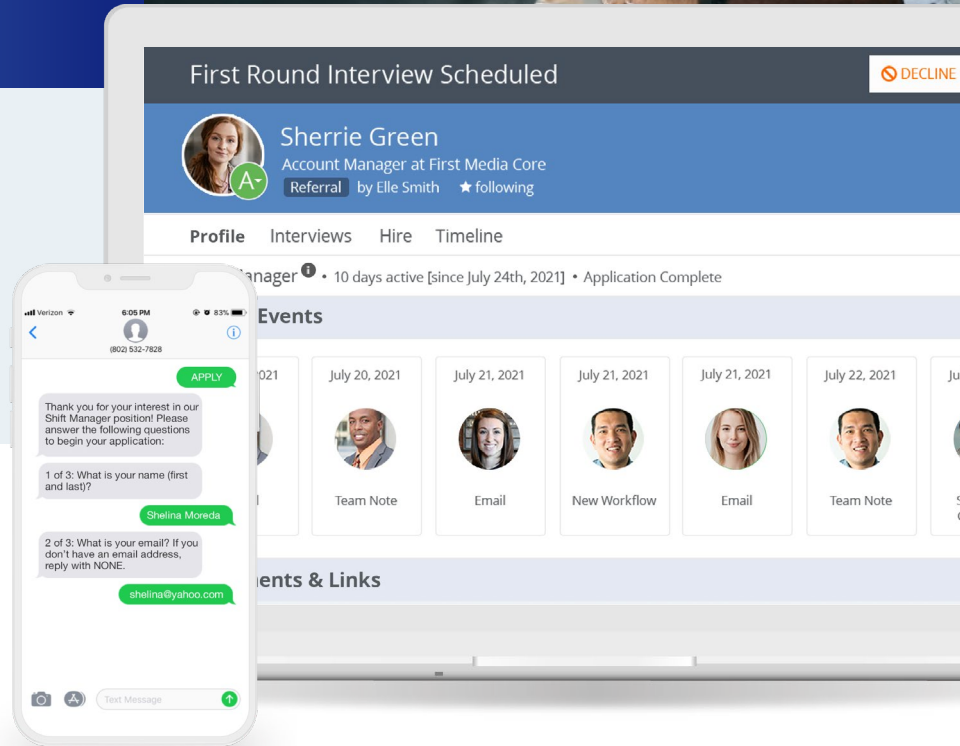 First Round Interview Scheduled
DECLINE
Sherrie Green
Account Manager at First Media Core
A-
Referral by Elle Smith ★ following
Profile Interviews Hire Timeline
• 10 days active [since July 24th, 2021] • Application Complete
Events
July 20, 2021
Team Note
July 21, 2021
Email
July 21, 2021
New Workflow
July 21, 2021
Email
July 22, 2021
Team Note
& Links
Verizon 6:05 PM 83%
(802) 532-7828
APPLY
Thank you for your interest in our
Shift Manager position! Please
answer the following questions
to begin your application:
1 of 3: What is your name (first
and last)?
Shelina Moreda
2 of 3: What is your email? If you
don't have an email address,
reply with NONE.
shelina@yahoo.com
Text Message